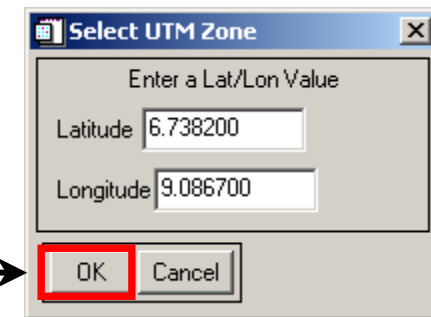 Select UTM Zone
Enter a Lat/Lon Value
Latitude 6.738200
Longitude 9.086700
OK Cancel